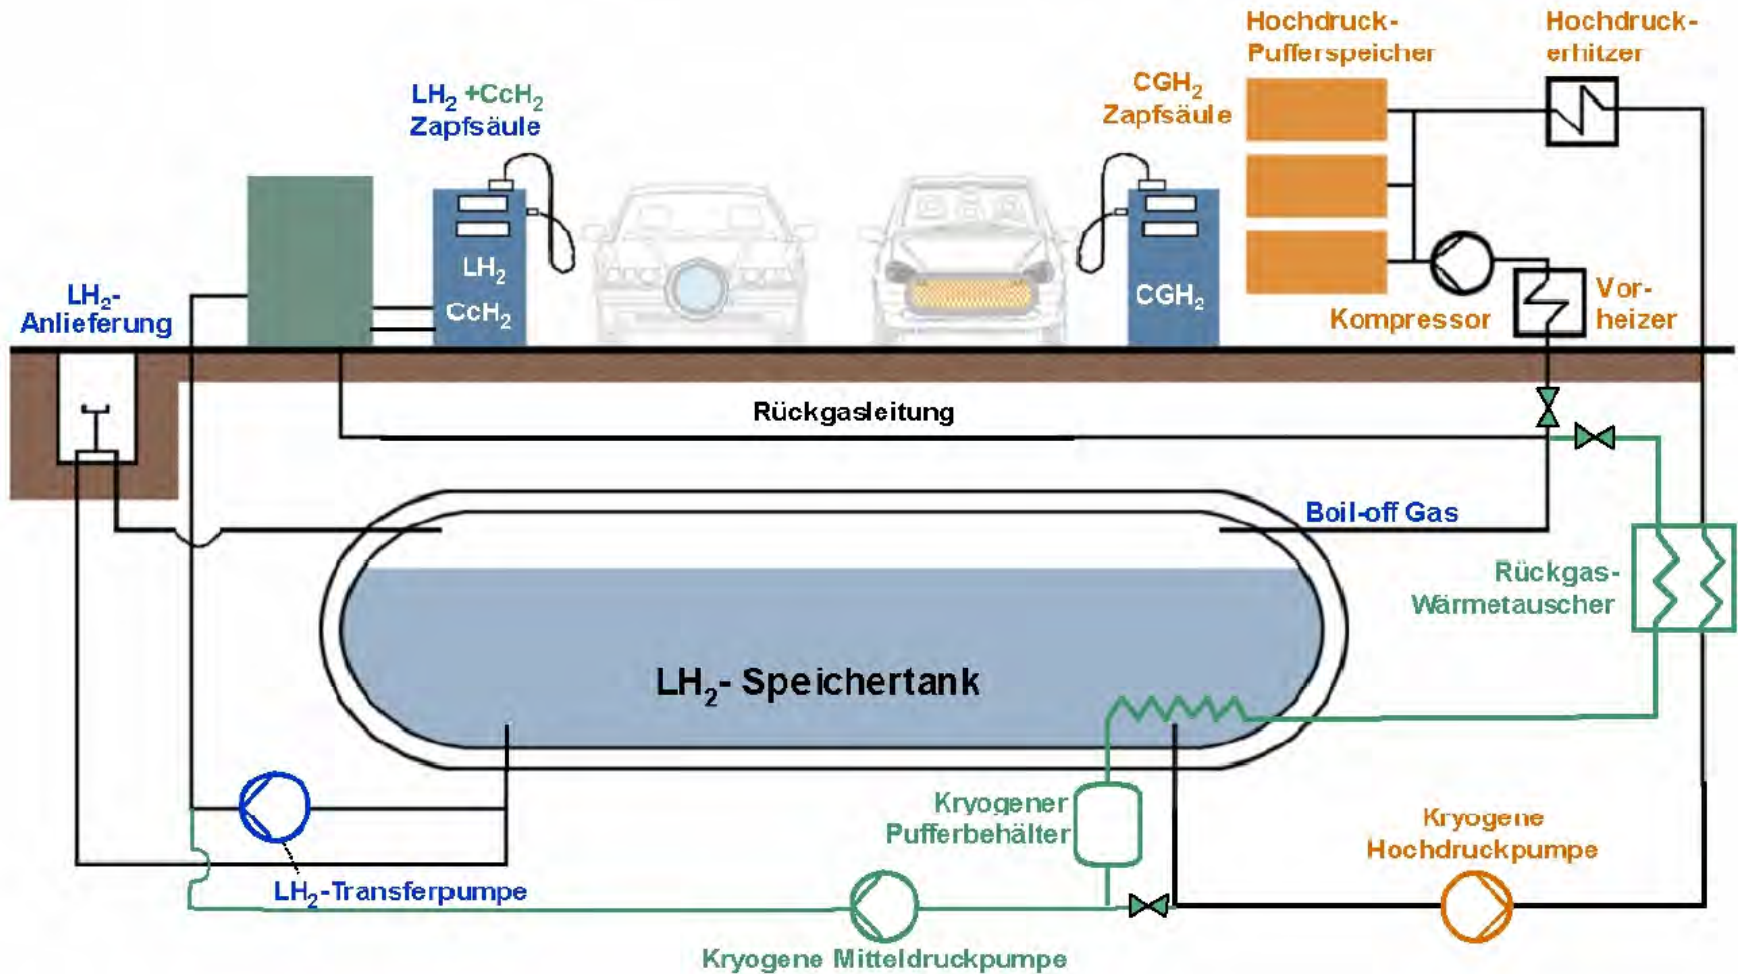 Hochdruck-
Pufferspeicher
Hochdruck-
erhitzer
LH₂ +CcH₂
Zapfsäule
CGH₂
Zapfsäule
LH₂
CcH₂
CGH₂
LH₂-
Anlieferung
Kompressor
Vor-
heizer
Rückgasleitung
Boil-off Gas
Rückgas-
Wärmetauscher
LH₂- Speichertank
Kryogener
Pufferbehälter
Kryogene
Hochdruckpumpe
LH₂-Transferpumpe
Kryogene Mitteldruckpumpe